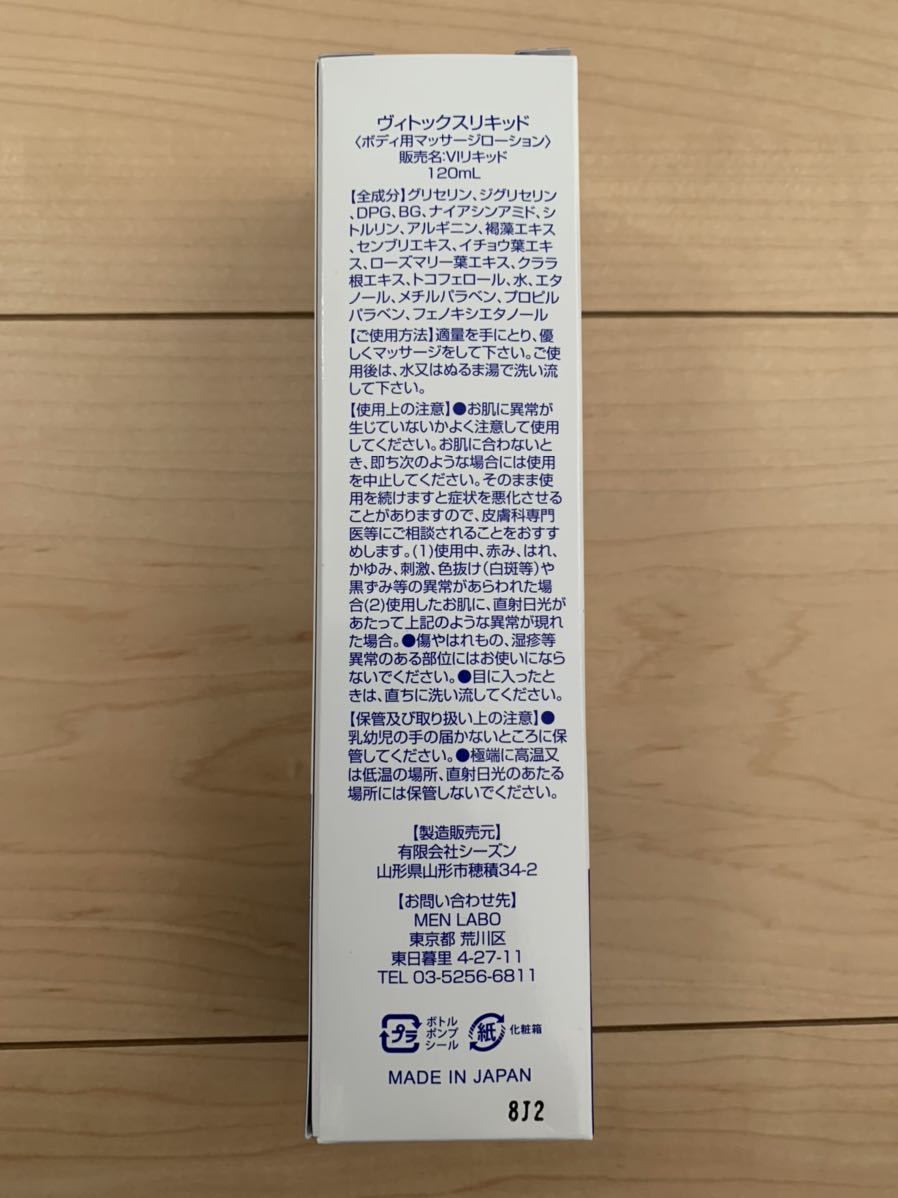 ヴィトックスリキッド
〈ボディ用マッサージローション〉
販売名:VIリキッド
120mL
【全成分】グリセリン、ジグリセリン
、DPG、BG、ナイアシンアミド、シ
トルリン、アルギニン、褐藻エキス
、センブリエキス、イチョウ葉エキ
ス、ローズマリー葉エキス、クララ
根エキス、トコフェロール、水、エタ
ノール、メチルパラベン、プロピル
パラベン、フェノキシエタノール
【ご使用方法】適量を手にとり、優
しくマッサージをして下さい。ご使
用後は、水又はぬるま湯で洗い流
して下さい。
【使用上の注意】●お肌に異常が
生じていないかよく注意して使用
してください。お肌に合わないと
き、即ち次のような場合には使用
を中止してください。そのまま使
用を続けますと症状を悪化させる
ことがありますので、皮膚科専門
医等にご相談されることをおすす
めします。(1)使用中、赤み、はれ、
かゆみ、刺激、色抜け(白斑等)や
黒ずみ等の異常があらわれた場
合(2)使用したお肌に、直射日光が
あたって上記のような異常が現れ
た場合。●傷やはれもの、湿疹等
異常のある部位にはお使いになら
ないでください。●目に入ったと
きは、直ちに洗い流してください。
【保管及び取り扱い上の注意】●
乳幼児の手の届かないところに保
管してください。●極端に高温又
は低温の場所、直射日光のあたる
場所には保管しないでください。
【製造販売元】
有限会社シーズン
山形県山形市穂積34-2
【お問い合わせ先】
MEN LABO
東京都 荒川区
東日暮里 4-27-11
TEL 03-5256-6811
プラ
ボトル
ポンプ
シール
紙
化粧箱
MADE IN JAPAN
8J2